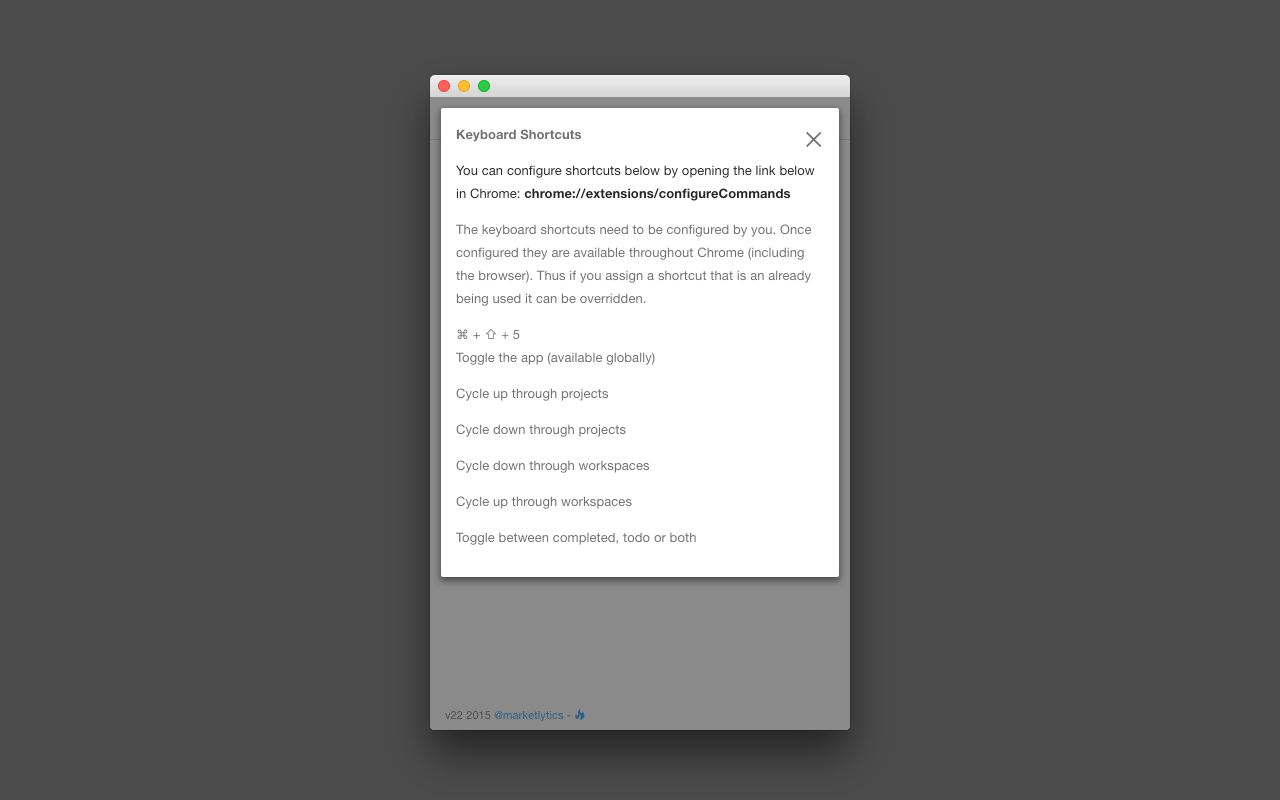 Keyboard Shortcuts
You can configure shortcuts below by opening the link below
in Chrome: chrome://extensions/configureCommands
The keyboard shortcuts need to be configured by you. Once
configured they are available throughout Chrome (including
the browser). Thus if you assign a shortcut that is an already
being used it can be overridden.
⌘ + ⇧ + 5
Toggle the app (available globally)
Cycle up through projects
Cycle down through projects
Cycle down through workspaces
Cycle up through workspaces
Toggle between completed, todo or both
v22 2015 @marketlytics -